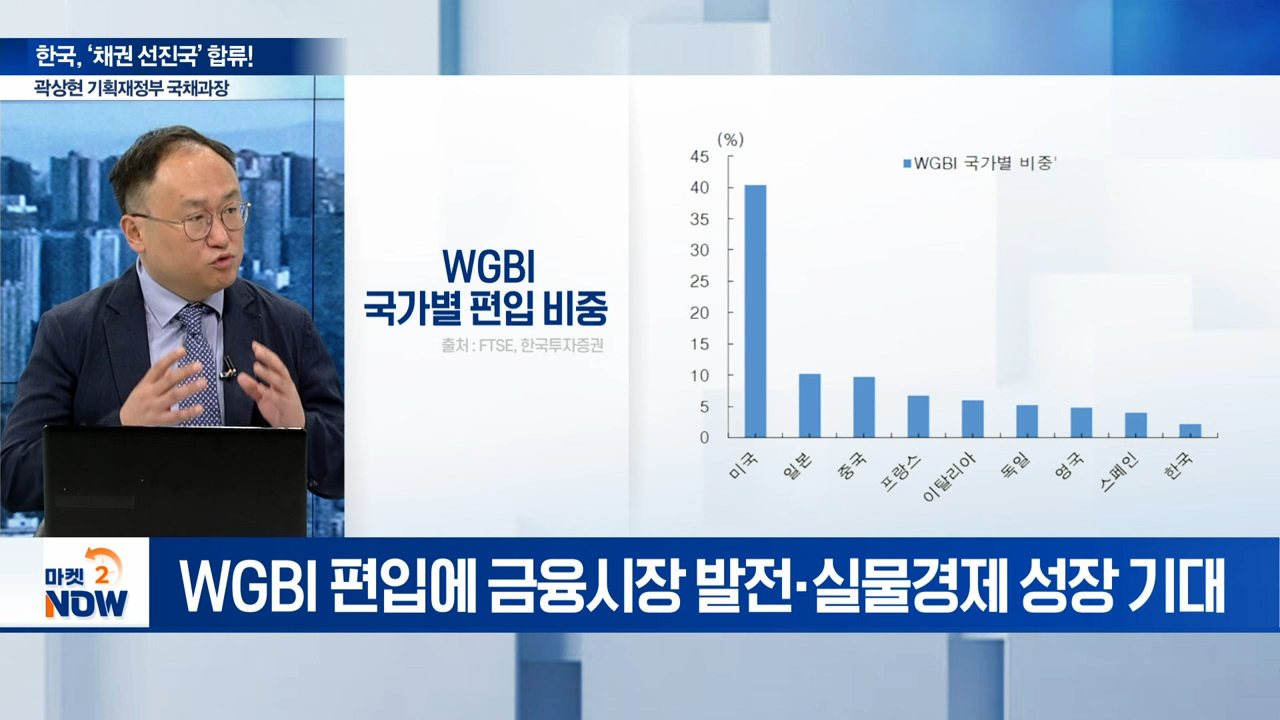 한국, ‘채권 선진국’ 합류!
곽상현 기획재정부 국채과장
WGBI
국가별 편입 비중
출처 : FTSE, 한국투자증권
(%)
WGBI 국가별 비중
45
40
35
30
25
20
15
10
5
0
미국
일본
중국
프랑스
이탈리아
독일
영국
스페인
한국
마켓 2
NOW
WGBI 편입에 금융시장 발전·실물경제 성장 기대